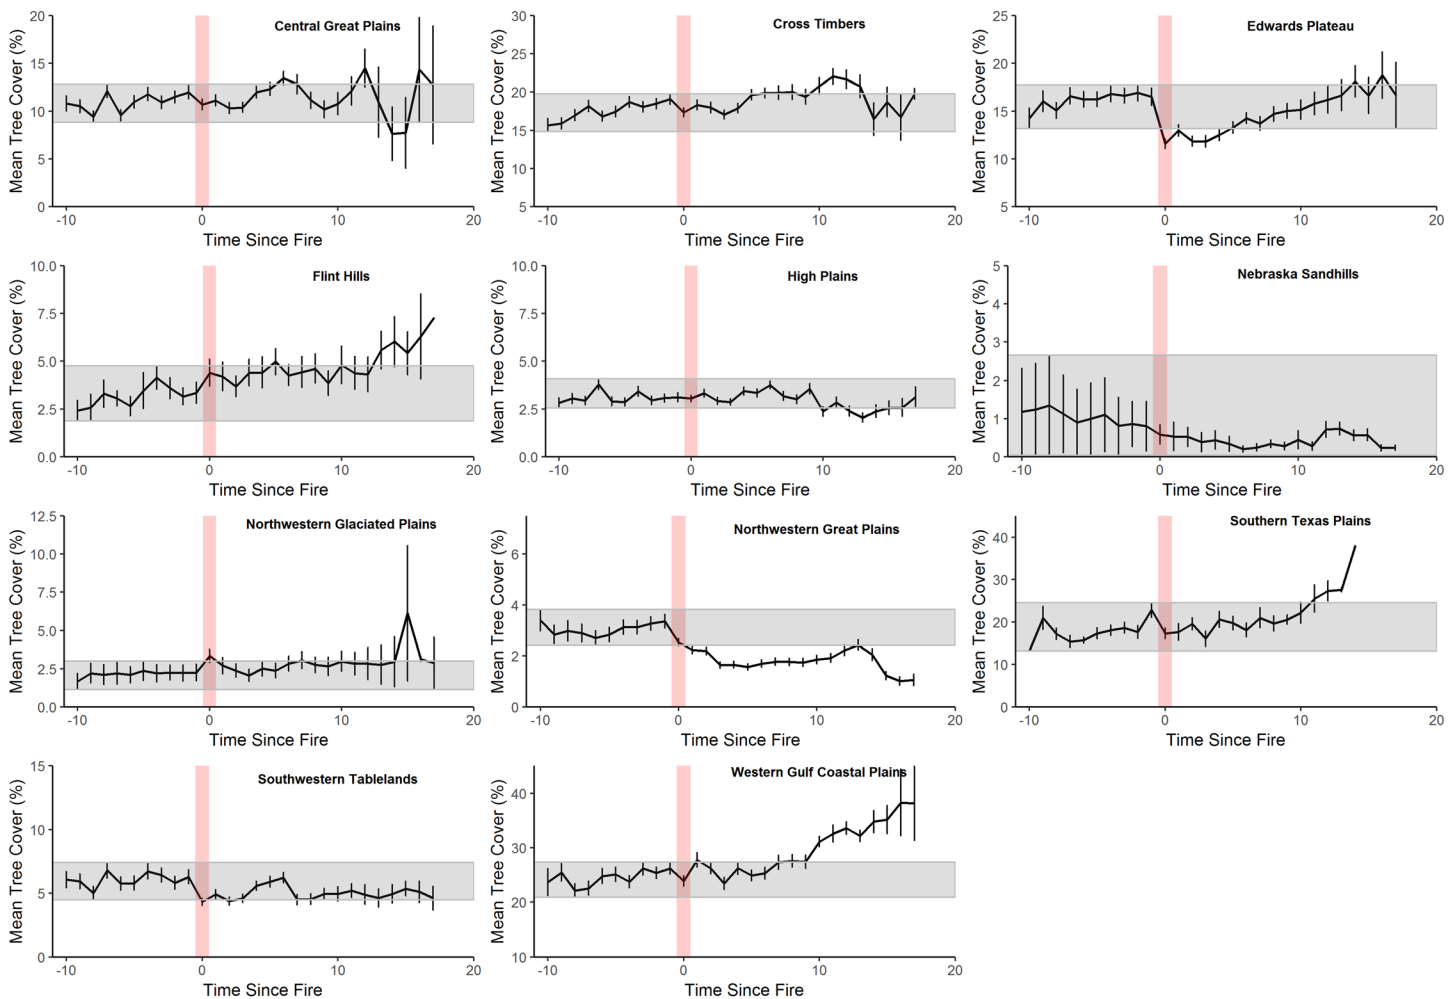 Central Great Plains
Mean Tree Cover (%)
20
15
10
5
0
-10 0 10 20
Time Since Fire
Cross Timbers
Mean Tree Cover (%)
30
25
20
15
10
5
-10 0 10 20
Time Since Fire
Edwards Plateau
Mean Tree Cover (%)
25
20
15
10
5
-10 0 10 20
Time Since Fire
Flint Hills
Mean Tree Cover (%)
10.0
7.5
5.0
2.5
0.0
-10 0 10 20
Time Since Fire
High Plains
Mean Tree Cover (%)
10.0
7.5
5.0
2.5
0.0
-10 0 10 20
Time Since Fire
Nebraska Sandhills
Mean Tree Cover (%)
5
4
3
2
1
0
-10 0 10 20
Time Since Fire
Northwestern Glaciated Plains
Mean Tree Cover (%)
12.5
10.0
7.5
5.0
2.5
0.0
-10 0 10 20
Time Since Fire
Northwestern Great Plains
Mean Tree Cover (%)
6
4
2
0
-10 0 10 20
Time Since Fire
Southern Texas Plains
Mean Tree Cover (%)
40
30
20
10
0
-10 0 10 20
Time Since Fire
Southwestern Tablelands
Mean Tree Cover (%)
15
10
5
0
-10 0 10 20
Time Since Fire
Western Gulf Coastal Plains
Mean Tree Cover (%)
40
30
20
10
-10 0 10 20
Time Since Fire